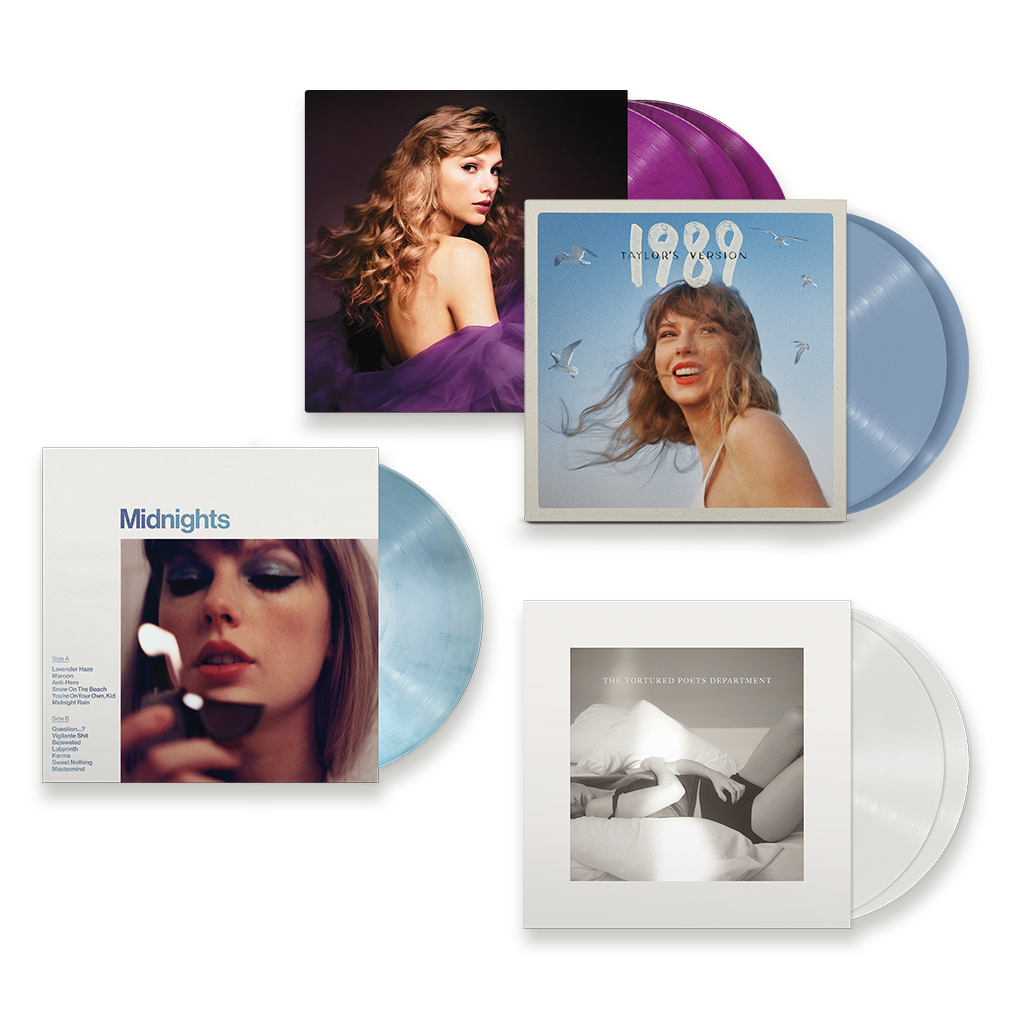 1989
TAYLOR'S VERSION
Midnights
Side A
Lavender Haze
Maroon
Anti-Hero
Snow On The Beach
You're On Your Own, Kid
Midnight Rain
Side B
Question...?
Vigilante Shit
Bejeweled
Labyrinth
Karma
Sweet Nothing
Mastermind
THE TORTURED POETS DEPARTMENT